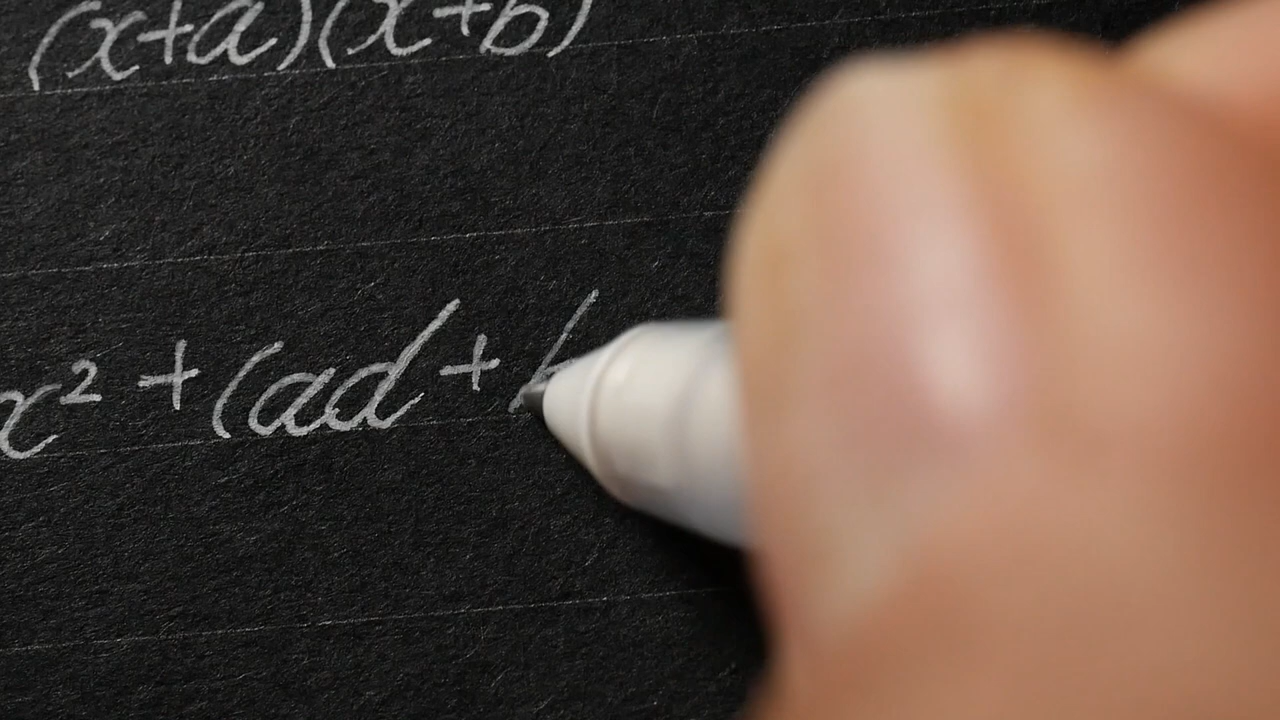 (x+a)(x+b)
x² + (ad + b